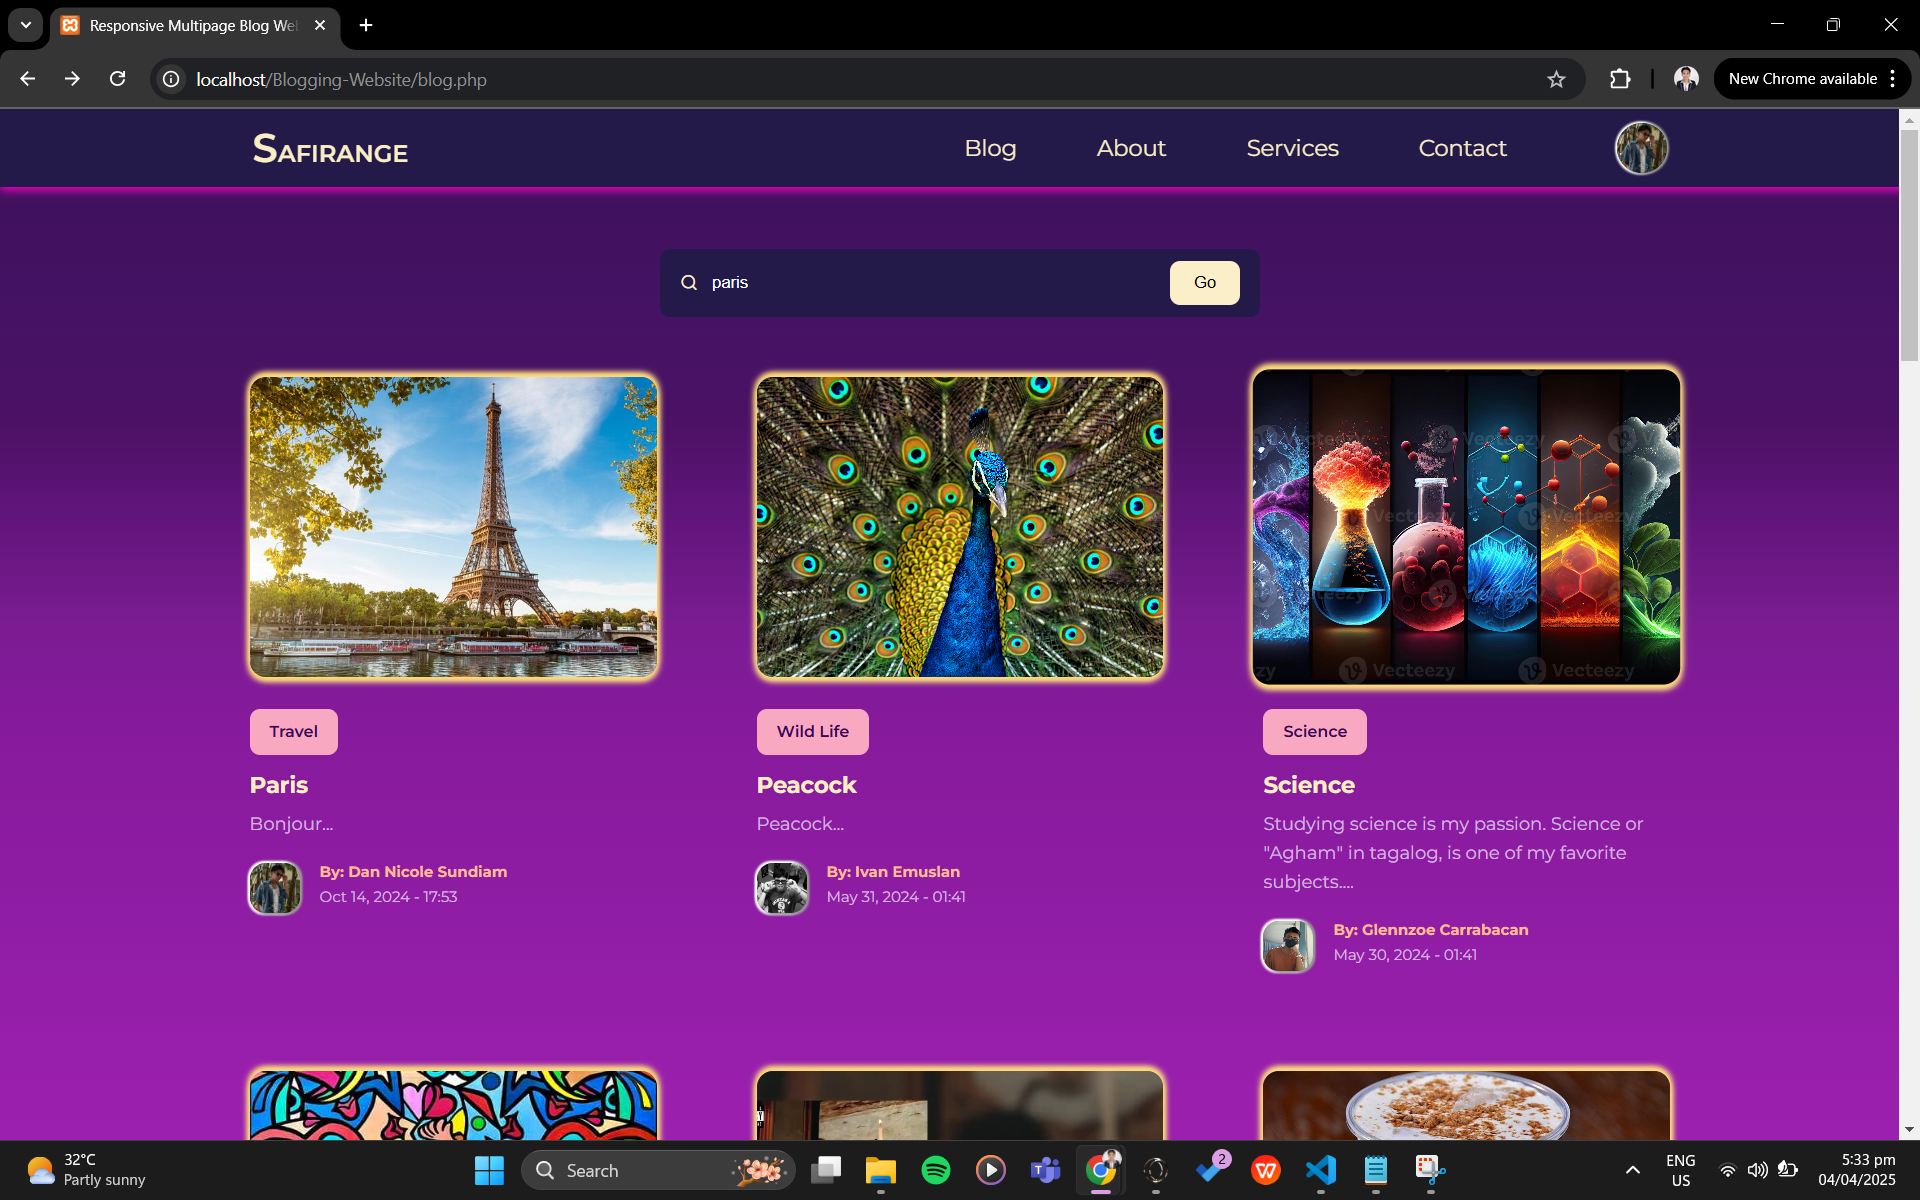 Responsive Multipage Blog We
localhost/Blogging-Website/blog.php
New Chrome available
SAFIRANGE
Blog
About
Services
Contact
paris
Go
Vecteezy
Vecteezy
Travel
Wild Life
Science
Paris
Peacock
Science
Bonjour...
Peacock...
Studying science is my passion. Science or
"Agham" in tagalog, is one of my favorite
subjects....
By: Dan Nicole Sundiam
Oct 14, 2024 - 17:53
By: Ivan Emuslan
May 31, 2024 - 01:41
By: Glennzoe Carrabacan
May 30, 2024 - 01:41
32°C
Partly sunny
Search
2
ENG
US
5:33 pm
04/04/2025